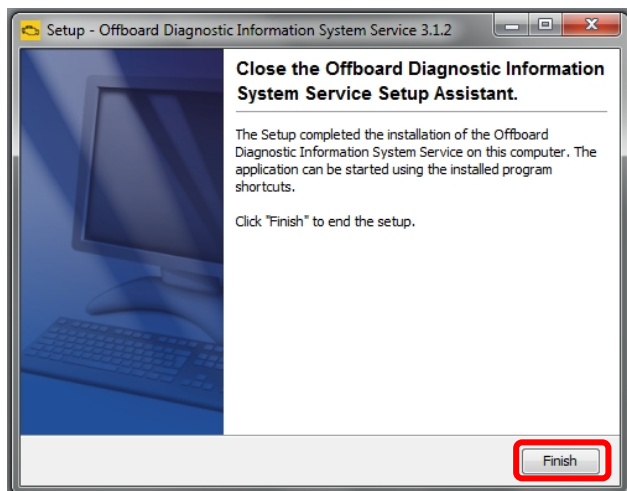 Setup - Offboard Diagnostic Information System Service 3.1.2
Close the Offboard Diagnostic Information
System Service Setup Assistant.
The Setup completed the installation of the Offboard
Diagnostic Information System Service on this computer. The
application can be started using the installed program
shortcuts.
Click "Finish" to end the setup.
Finish